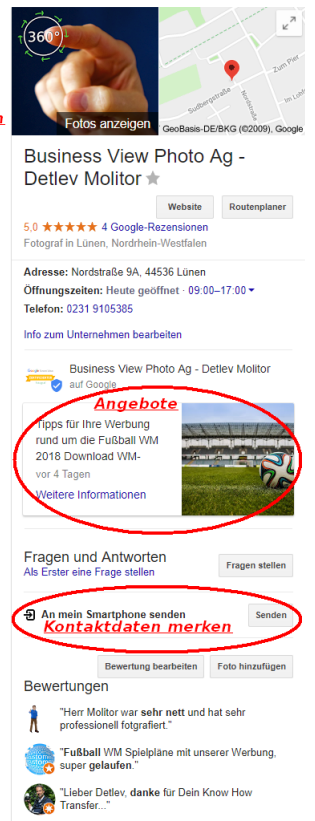 360°
Fotos anzeigen
Zum Pier
Sudbergstraße
Nordstraße
Im Lohb
GeoBasis-DE/BKG (©2009), Google
Business View Photo Ag -
Detlev Molitor
Website
Routenplaner
5,0 ★★★★★ 4 Google-Rezensionen
Fotograf in Lünen, Nordrhein-Westfalen
Adresse: Nordstraße 9A, 44536 Lünen
Öffnungszeiten: Heute geöffnet · 09:00–17:00
Telefon: 0231 9105385
Info zum Unternehmen bearbeiten
Business View Photo Ag - Detlev Molitor
auf Google
Angebote
Tipps für Ihre Werbung
rund um die Fußball WM
2018 Download WM-
vor 4 Tagen
Weitere Informationen
Fragen und Antworten
Als Erster eine Frage stellen
Fragen stellen
An mein Smartphone senden
Senden
Kontaktdaten merken
Bewertung bearbeiten
Foto hinzufügen
Bewertungen
"Herr Molitor war sehr nett und hat sehr
professionell fotgrafiert."
"Fußball WM Spielpläne mit unserer Werbung,
super gelaufen."
"Lieber Detlev, danke für Dein Know How
Transfer..."